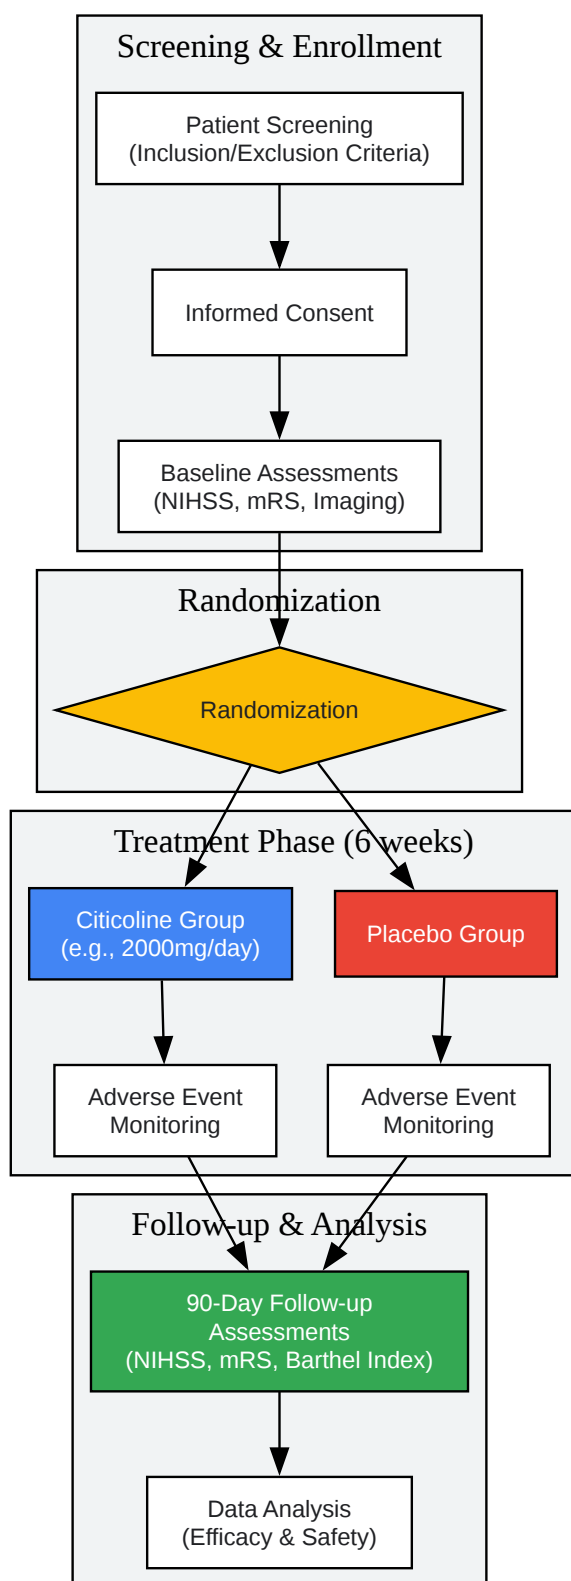 Screening & Enrollment
Patient Screening
(Inclusion/Exclusion Criteria)
Informed Consent
Baseline Assessments
(NIHSS, mRS, Imaging)
Randomization
Randomization
Treatment Phase (6 weeks)
Citicoline Group
(e.g., 2000mg/day)
Placebo Group
Adverse Event
Monitoring
Adverse Event
Monitoring
Follow-up & Analysis
90-Day Follow-up
Assessments
(NIHSS, mRS, Barthel Index)
Data Analysis
(Efficacy & Safety)